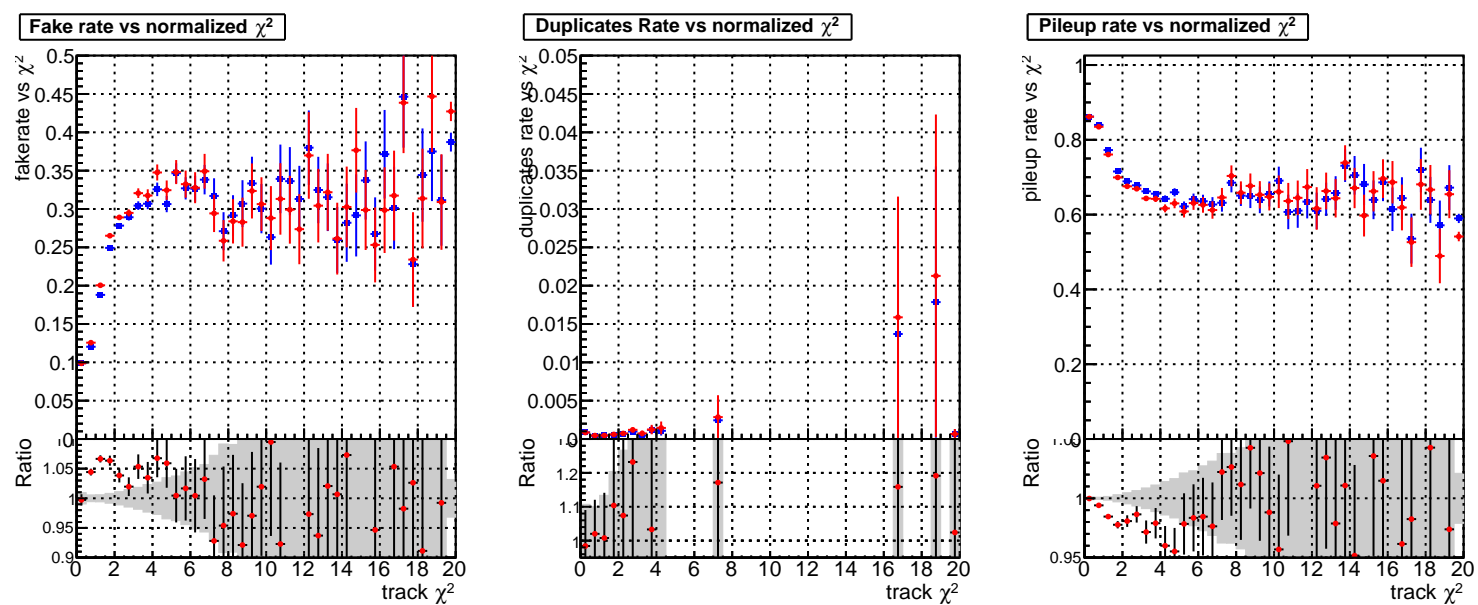 Fake rate vs normalized χ²
fakerate vs χ²
0.5
0.45
0.4
0.35
0.3
0.25
0.2
0.15
0.1
0.05
0
Ratio
1.05
1
0.95
0.9
0 2 4 6 8 10 12 14 16 18 20
track χ²
Duplicates Rate vs normalized χ²
duplicates rate vs χ²
0.05
0.045
0.04
0.035
0.03
0.025
0.02
0.015
0.01
0.005
0
Ratio
1.2
1.1
1
0 2 4 6 8 10 12 14 16 18 20
track χ²
Pileup rate vs normalized χ²
pileup rate vs χ²
1
0.8
0.6
0.4
0.2
0
Ratio
1
0.95
0 2 4 6 8 10 12 14 16 18 20
track χ²